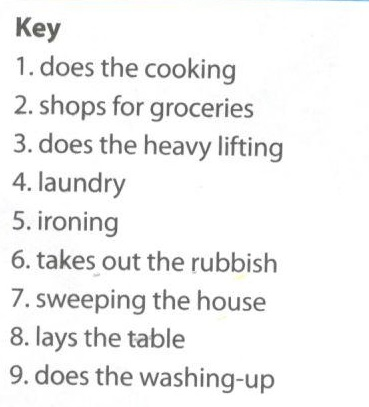 Key
1. does the cooking
2. shops for groceries
3. does the heavy lifting
4. laundry
5. ironing
6. takes out the rubbish
7. sweeping the house
8. lays the table
9. does the washing-up